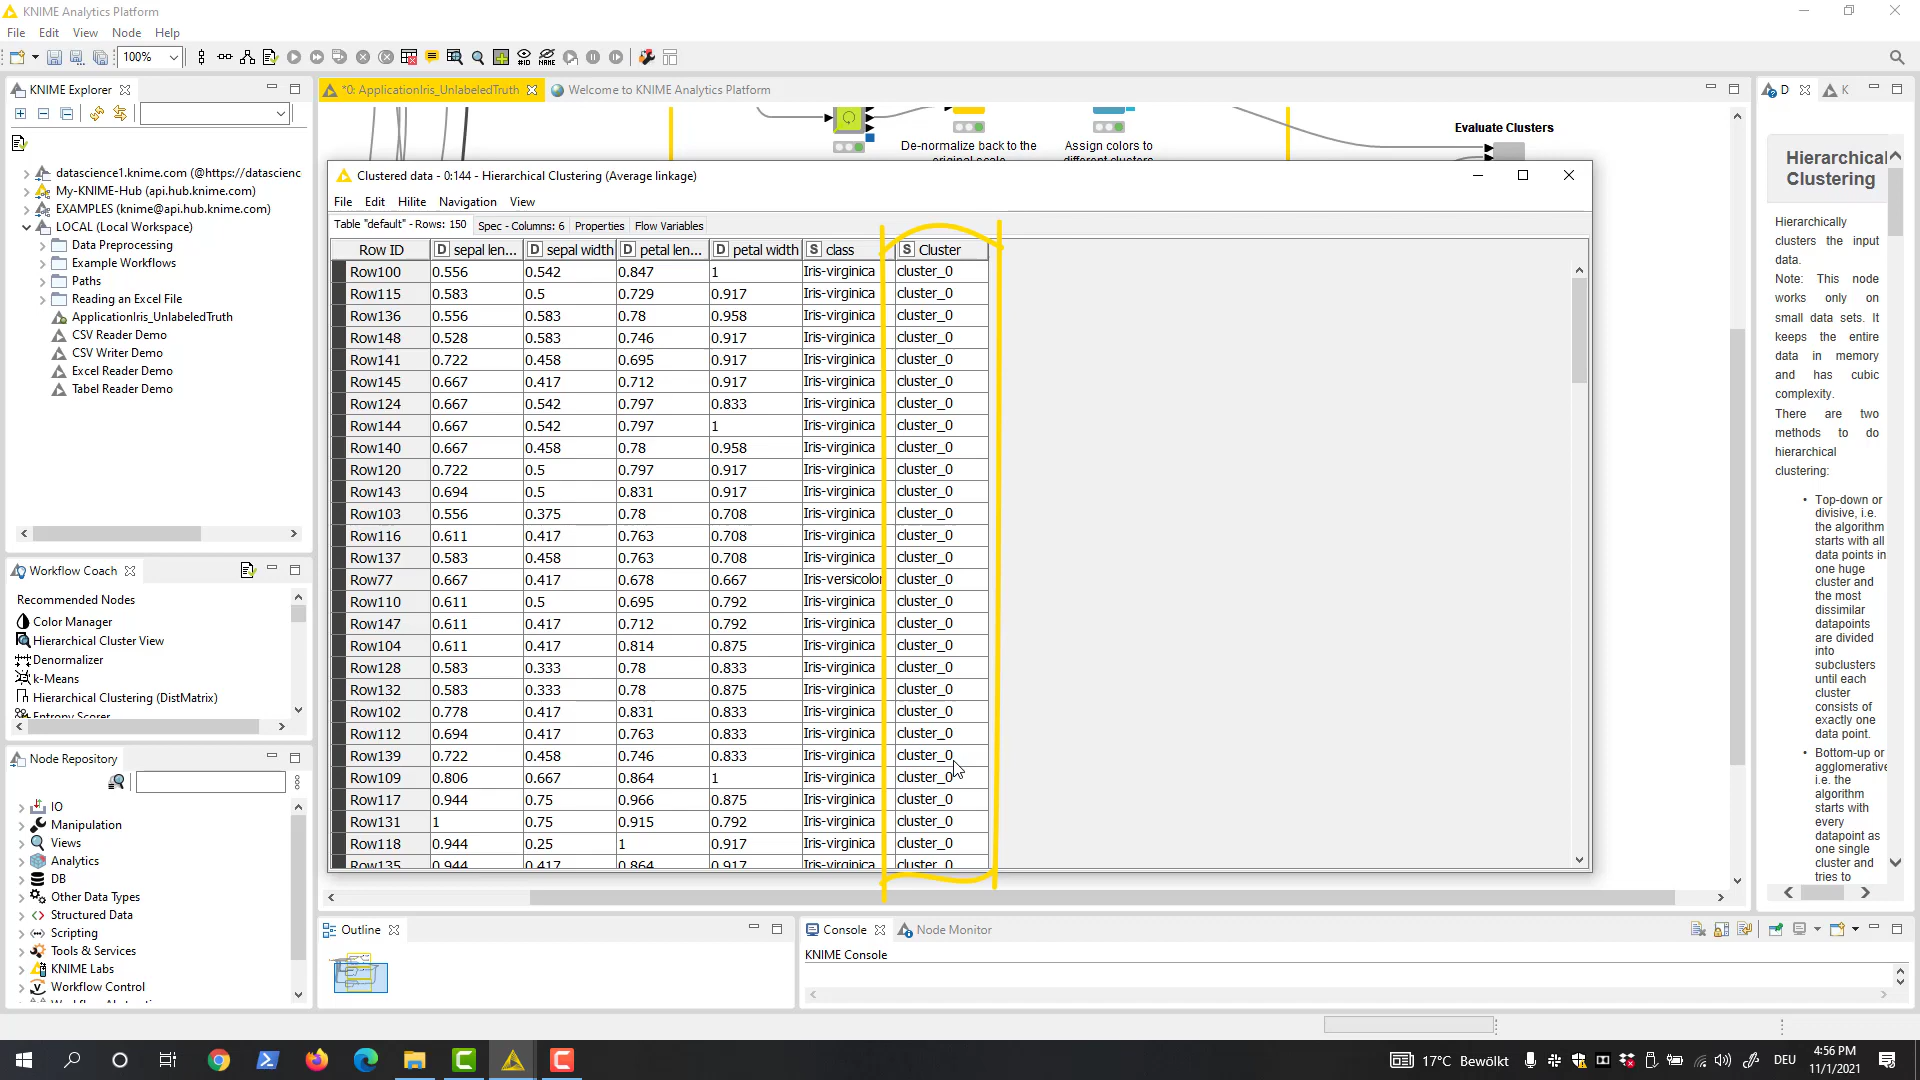 KNIME Analytics Platform
File Edit View Node Help
100%
KNIME Explorer
datascience1.knime.com (@https://datascienc
My-KNIME-Hub (api.hub.knime.com)
EXAMPLES (knime@api.hub.knime.com)
LOCAL (Local Workspace)
Data Preprocessing
Example Workflows
Paths
Reading an Excel File
ApplicationIris_UnlabeledTruth
CSV Reader Demo
CSV Writer Demo
Excel Reader Demo
Tabel Reader Demo
Workflow Coach
Recommended Nodes
Color Manager
Hierarchical Cluster View
Denormalizer
k-Means
Hierarchical Clustering (DistMatrix)
Entropy Scorer
Node Repository
IO
Manipulation
Views
Analytics
DB
Other Data Types
Structured Data
Scripting
Tools & Services
KNIME Labs
Workflow Control
*0: ApplicationIris_UnlabeledTruth
Welcome to KNIME Analytics Platform
De-normalize back to the
original scale
Assign colors to
different clusters
Evaluate Clusters
Clustered data - 0:144 - Hierarchical Clustering (Average linkage)
File Edit Hilite Navigation View
Table "default" - Rows: 150 Spec - Columns: 6 Properties Flow Variables
Row ID D sepal len... D sepal width D petal len... D petal width S class S Cluster
Row100 0.556 0.542 0.847 1 Iris-virginica cluster_0
Row115 0.583 0.5 0.729 0.917 Iris-virginica cluster_0
Row136 0.556 0.583 0.78 0.958 Iris-virginica cluster_0
Row148 0.528 0.583 0.746 0.917 Iris-virginica cluster_0
Row141 0.722 0.458 0.695 0.917 Iris-virginica cluster_0
Row145 0.667 0.417 0.712 0.917 Iris-virginica cluster_0
Row124 0.667 0.542 0.797 0.833 Iris-virginica cluster_0
Row144 0.667 0.542 0.797 1 Iris-virginica cluster_0
Row140 0.667 0.458 0.78 0.958 Iris-virginica cluster_0
Row120 0.722 0.5 0.797 0.917 Iris-virginica cluster_0
Row143 0.694 0.5 0.831 0.917 Iris-virginica cluster_0
Row103 0.556 0.375 0.78 0.708 Iris-virginica cluster_0
Row116 0.611 0.417 0.763 0.708 Iris-virginica cluster_0
Row137 0.583 0.458 0.763 0.708 Iris-virginica cluster_0
Row77 0.667 0.417 0.678 0.667 Iris-versicolor cluster_0
Row110 0.611 0.5 0.695 0.792 Iris-virginica cluster_0
Row147 0.611 0.417 0.712 0.792 Iris-virginica cluster_0
Row104 0.611 0.417 0.814 0.875 Iris-virginica cluster_0
Row128 0.583 0.333 0.78 0.833 Iris-virginica cluster_0
Row132 0.583 0.333 0.78 0.875 Iris-virginica cluster_0
Row102 0.778 0.417 0.831 0.833 Iris-virginica cluster_0
Row112 0.694 0.417 0.763 0.833 Iris-virginica cluster_0
Row139 0.722 0.458 0.746 0.833 Iris-virginica cluster_0
Row109 0.806 0.667 0.864 1 Iris-virginica cluster_0
Row117 0.944 0.75 0.966 0.875 Iris-virginica cluster_0
Row131 1 0.75 0.915 0.792 Iris-virginica cluster_0
Row118 0.944 0.25 1 0.917 Iris-virginica cluster_0
Row135 0.944 0.417 0.864 0.917 Iris-virginica cluster_0
Outline
Console
Node Monitor
KNIME Console
D
K
Hierarchical
Clustering
Hierarchically
clusters the input
data.
Note: This node
works only on
small data sets. It
keeps the entire
data in memory
and has cubic
complexity.
There are two
methods to do
hierarchical
clustering:
• Top-down or
divisive, i.e.
the algorithm
starts with all
data points in
one huge
cluster and
the most
dissimilar
datapoints
are divided
into
subclusters
until each
cluster
consists of
exactly one
data point.
• Bottom-up or
agglomerative
i.e. the
algorithm
starts with
every
datapoint as
one single
cluster and
tries to
17°C Bewölkt
DEU
4:56 PM
11/1/2021